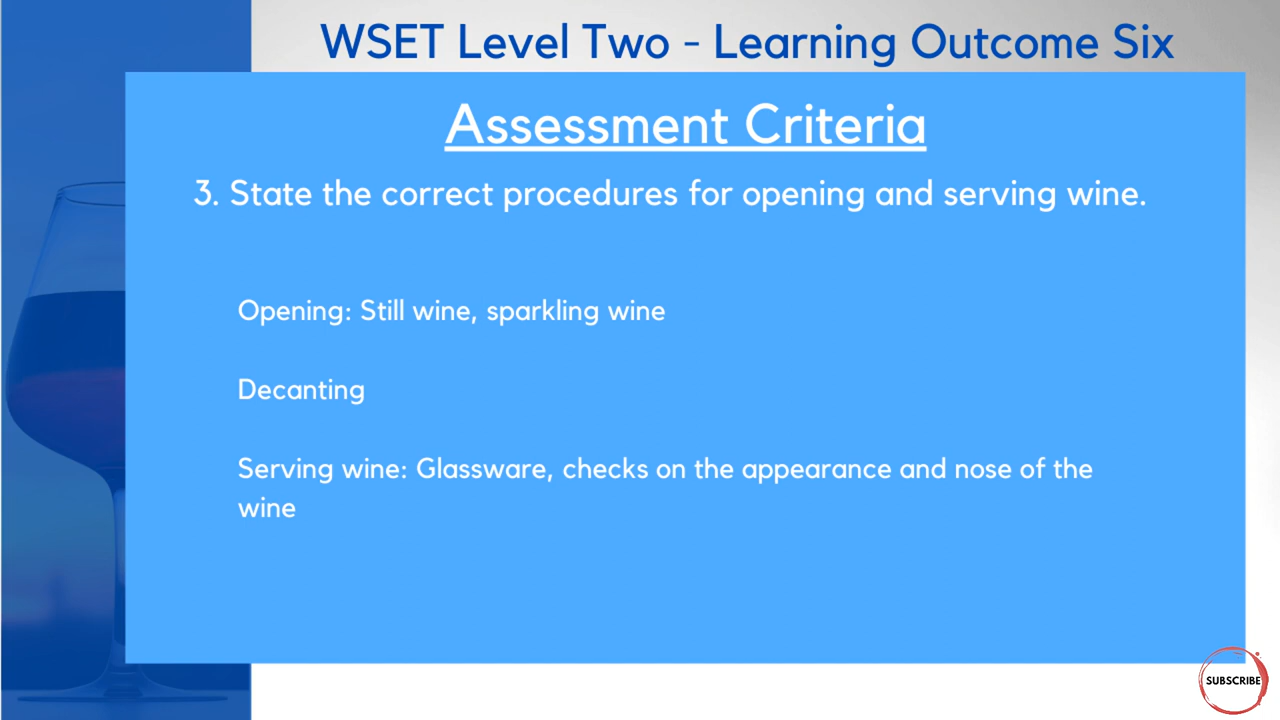 WSET Level Two - Learning Outcome Six
Assessment Criteria
3. State the correct procedures for opening and serving wine.
Opening: Still wine, sparkling wine
Decanting
Serving wine: Glassware, checks on the appearance and nose of the
wine
SUBSCRIBE